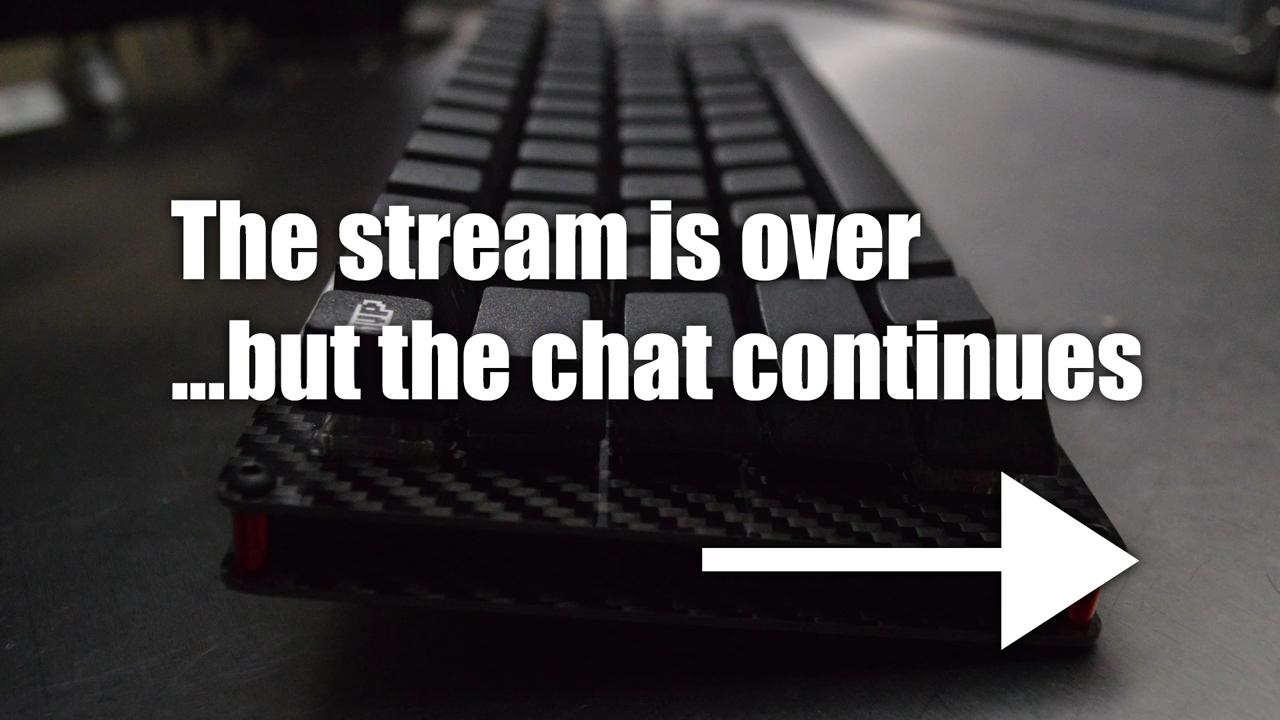 The stream is over
...but the chat continues